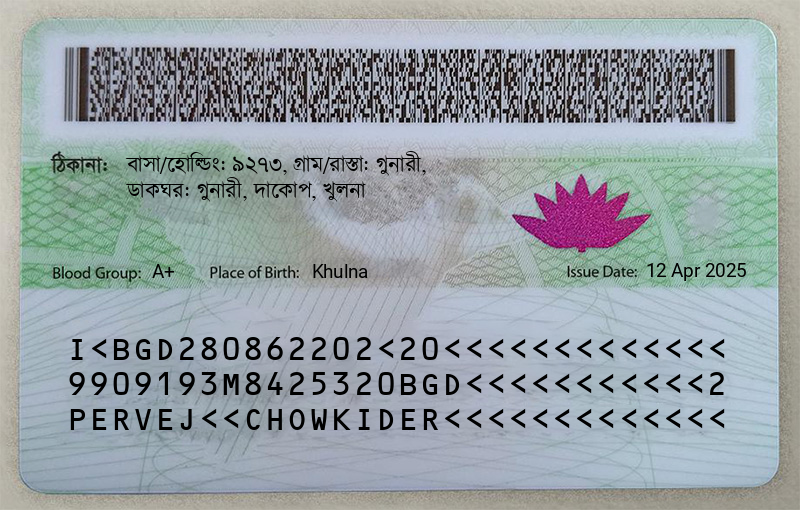 ঠিকানা: বাসা/হোল্ডিং: ৯২৭৩, গ্রাম/রাস্তা: গুনারী,
ডাকঘর: গুনারী, দাকোপ, খুলনা
Blood Group: A+ Place of Birth: Khulna Issue Date: 12 Apr 2025
I<BGD280862202<20<<<<<<<<<<<<<
9909193M8425320BGD<<<<<<<<<<<2
PERVEJ<<CHOWKIDER<<<<<<<<<<<<<